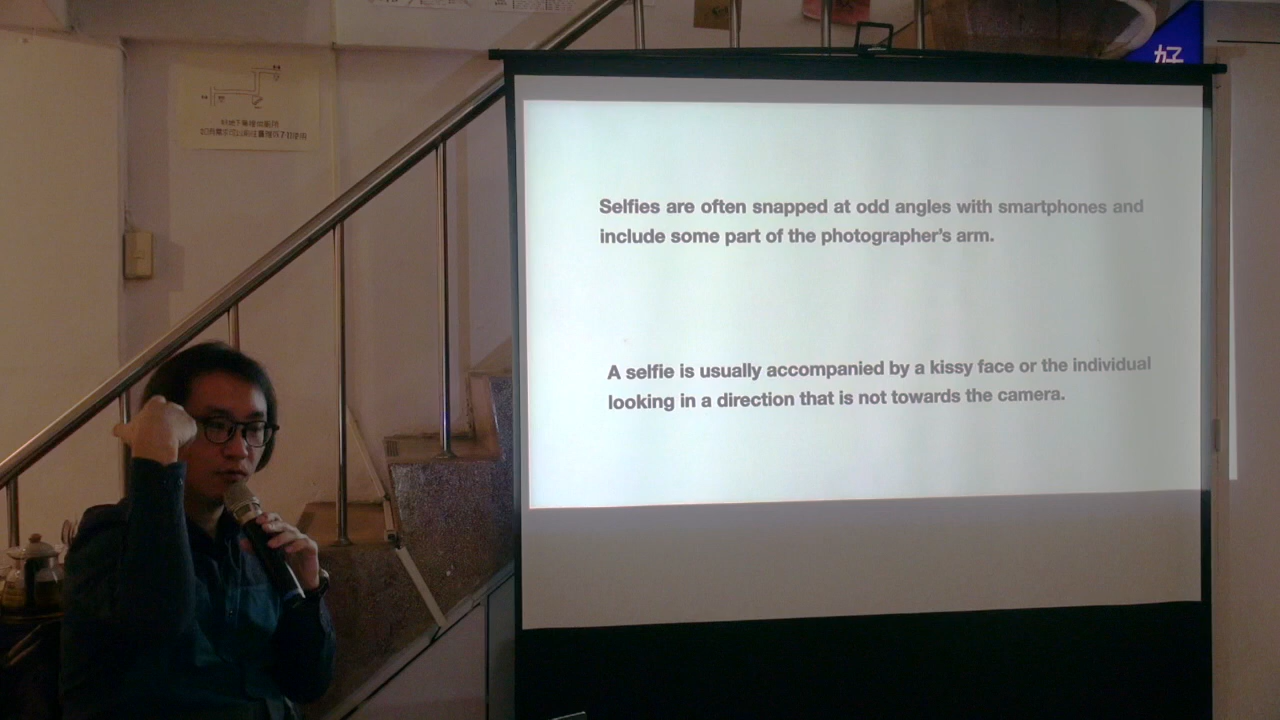 好
Selfies are often snapped at odd angles with smartphones and
include some part of the photographer's arm.
A selfie is usually accompanied by a kissy face or the individual
looking in a direction that is not towards the camera.